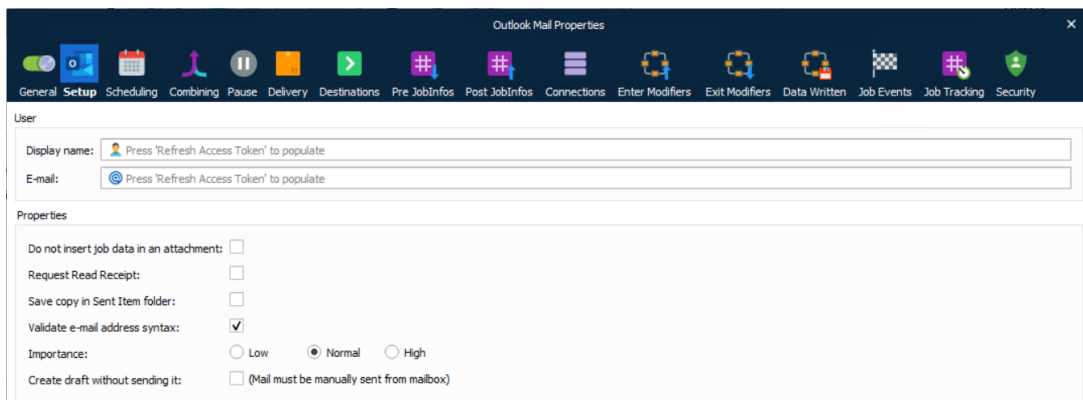 Outlook Mail Properties
General Setup Scheduling Combining Pause Delivery Destinations Pre JobInfos Post JobInfos Connections Enter Modifiers Exit Modifiers Data Written Job Events Job Tracking Security
User
Display name: Press 'Refresh Access Token' to populate
E-mail: Press 'Refresh Access Token' to populate
Properties
Do not insert job data in an attachment:
Request Read Receipt:
Save copy in Sent Item folder:
Validate e-mail address syntax:
Importance: Low Normal High
Create draft without sending it: (Mail must be manually sent from mailbox)